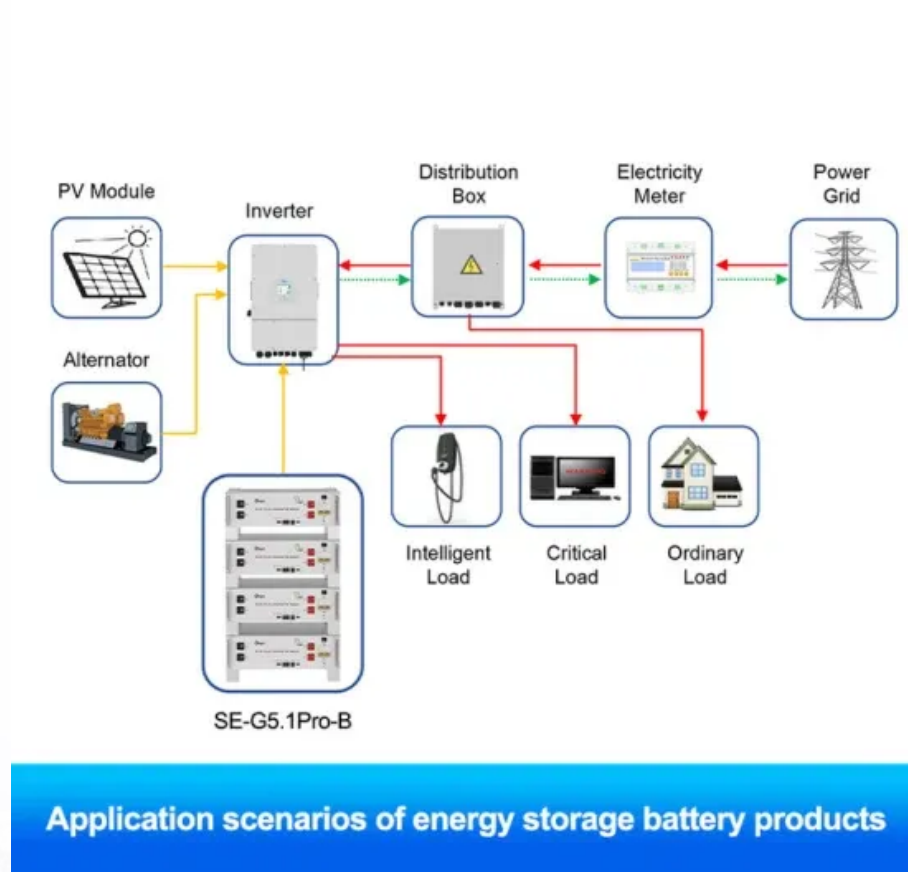 PV Module
Inverter
Distribution
Box
Electricity
Meter
Power
Grid
Alternator
Intelligent
Load
Critical
Load
Ordinary
Load
SE-G5.1Pro-B
Application scenarios of energy storage battery products